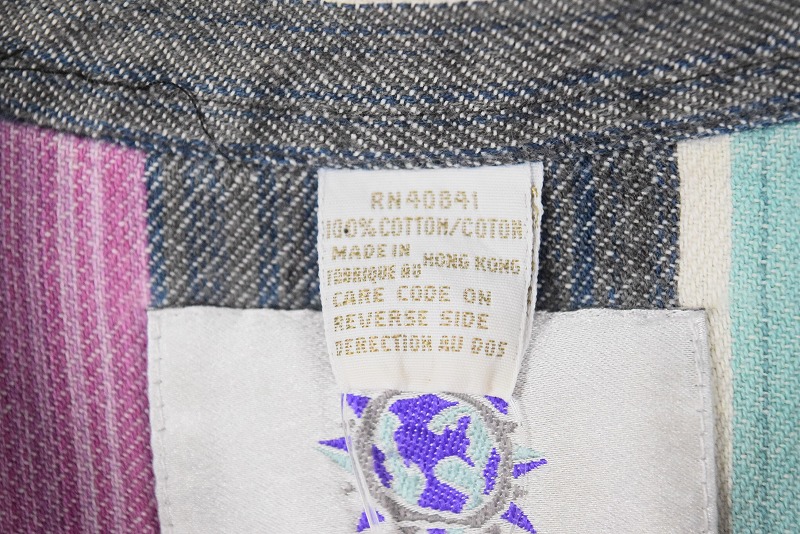 RN40841
100% COTTON/COTON
MADE IN
FABRIQUE AU HONG KONG
CARE CODE ON
REVERSE SIDE
DERECTION AU DOS